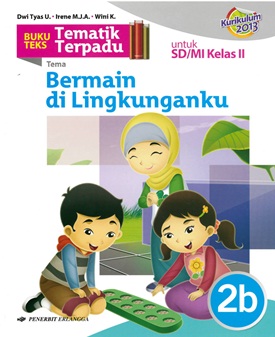 Dwi Tyas U. - Irene M.J.A. - Wini K.
BUKU
TEKS
Tematik
Terpadu
untuk
SD/MI Kelas II
Kurikulum
2013
Tema
Bermain
di Lingkunganku
2b
PENERBIT ERLANGGA